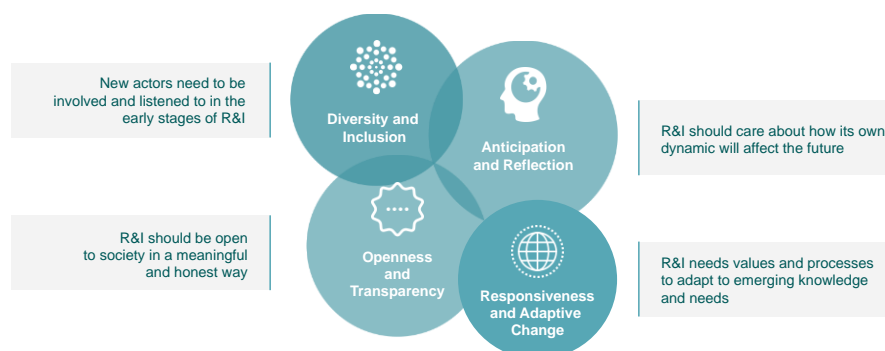 New actors need to be
involved and listened to in the
early stages of R&I
Diversity and
Inclusion
Anticipation
and Reflection
R&I should care about how its own
dynamic will affect the future
R&I should be open
to society in a meaningful
and honest way
Openness
and
Transparency
Responsiveness
and Adaptive
Change
R&I needs values and processes
to adapt to emerging knowledge
and needs